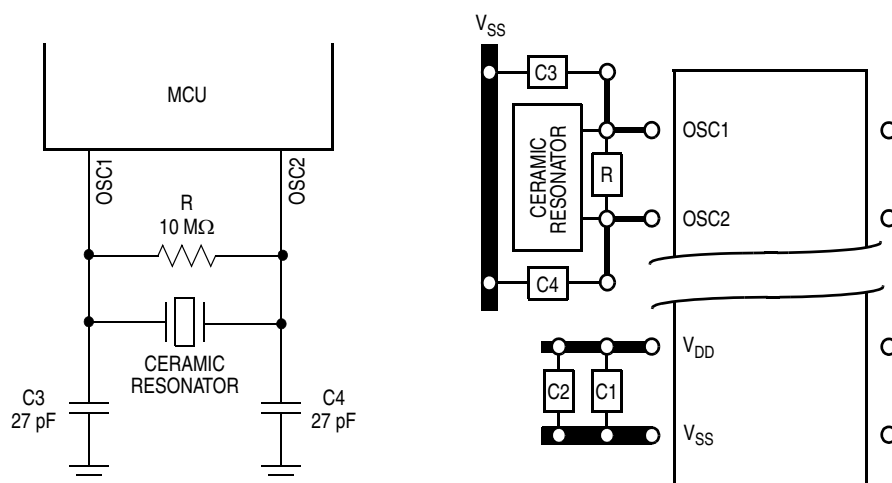 MCU
OSC1
OSC2
R
10 MΩ
CERAMIC
RESONATOR
C3
27 pF
C4
27 pF
VSS
C3
CERAMIC
RESONATOR
R
C4
OSC1
OSC2
C2
C1
VDD
VSS